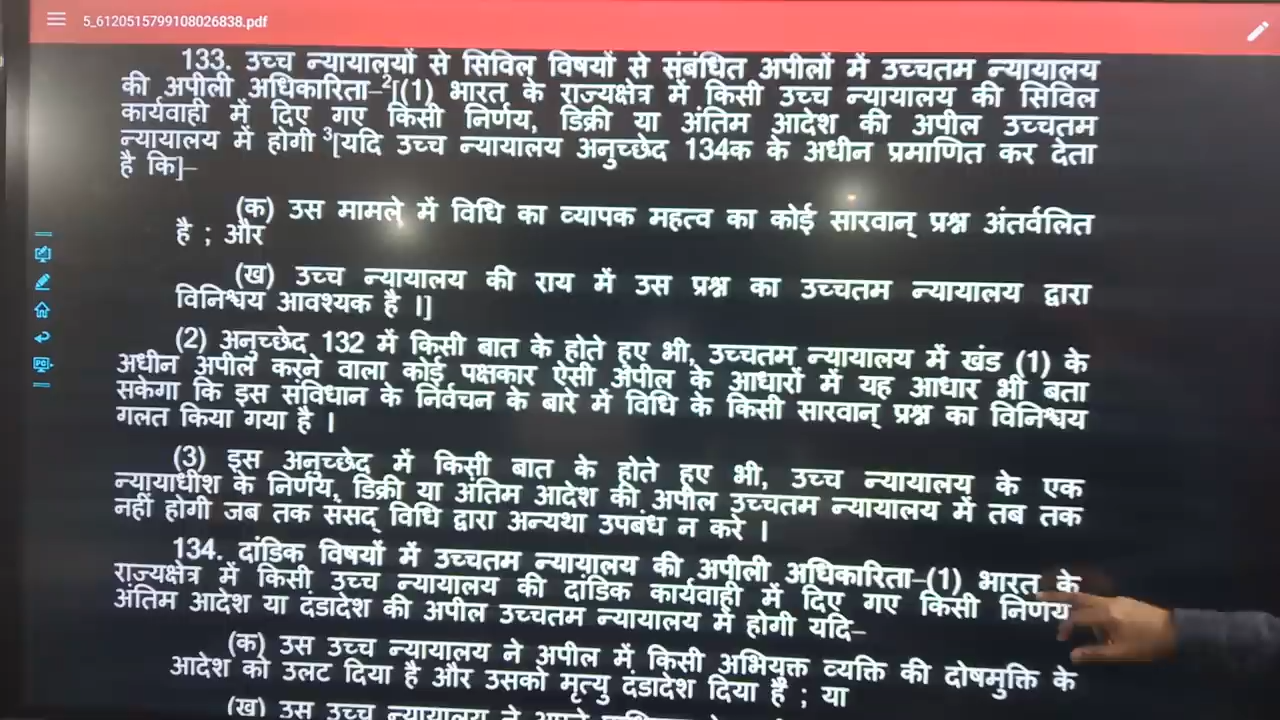 5_6120515799108026838.pdf
133. उच्च न्यायालयों से सिविल विषयों से संबंधित अपीलों में उच्चतम न्यायालय
की अपीली अधिकारिता–²[(1) भारत के राज्यक्षेत्र में किसी उच्च न्यायालय की सिविल
कार्यवाही में दिए गए किसी निर्णय, डिक्री या अंतिम आदेश की अपील उच्चतम
न्यायालय में होगी ³[यदि उच्च न्यायालय अनुच्छेद 134क के अधीन प्रमाणित कर देता
है कि]–
(क) उस मामले में विधि का व्यापक महत्व का कोई सारवान् प्रश्न अंतर्वलित
है ; और
(ख) उच्च न्यायालय की राय में उस प्रश्न का उच्चतम न्यायालय द्वारा
विनिश्चय आवश्यक है ।]
(2) अनुच्छेद 132 में किसी बात के होते हुए भी, उच्चतम न्यायालय में खंड (1) के
अधीन अपील करने वाला कोई पक्षकार ऐसी अपील के आधारों में यह आधार भी बता
सकेगा कि इस संविधान के निर्वचन के बारे में विधि के किसी सारवान् प्रश्न का विनिश्चय
गलत किया गया है ।
(3) इस अनुच्छेद में किसी बात के होते हुए भी, उच्च न्यायालय के एक
न्यायाधीश के निर्णय, डिक्री या अंतिम आदेश की अपील उच्चतम न्यायालय में तब तक
नहीं होगी जब तक संसद् विधि द्वारा अन्यथा उपबंध न करे ।
134. दांडिक विषयों में उच्चतम न्यायालय की अपीली अधिकारिता–(1) भारत के
राज्यक्षेत्र में किसी उच्च न्यायालय की दांडिक कार्यवाही में दिए गए किसी निर्णय
अंतिम आदेश या दंडादेश की अपील उच्चतम न्यायालय में होगी यदि–
(क) उस उच्च न्यायालय ने अपील में किसी अभियुक्त व्यक्ति की दोषमुक्ति के
आदेश को उलट दिया है और उसको मृत्यु दंडादेश दिया है ; या
(ख) उस उच्च न्यायालय ने अपने